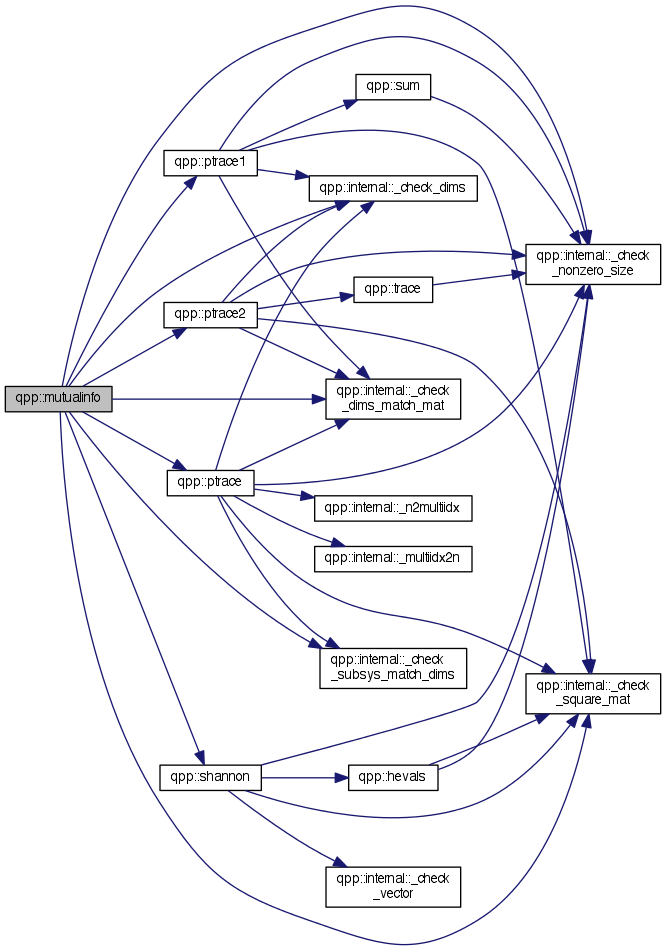 qpp::sum
qpp::ptrace1
qpp::internal::_check_dims
qpp::internal::_check
_nonzero_size
qpp::trace
qpp::ptrace2
qpp::mutualinfo
qpp::internal::_check
_dims_match_mat
qpp::ptrace
qpp::internal::_n2multiidx
qpp::internal::_multiidx2n
qpp::internal::_check
_subsys_match_dims
qpp::internal::_check
_square_mat
qpp::shannon
qpp::hevals
qpp::internal::_check
_vector